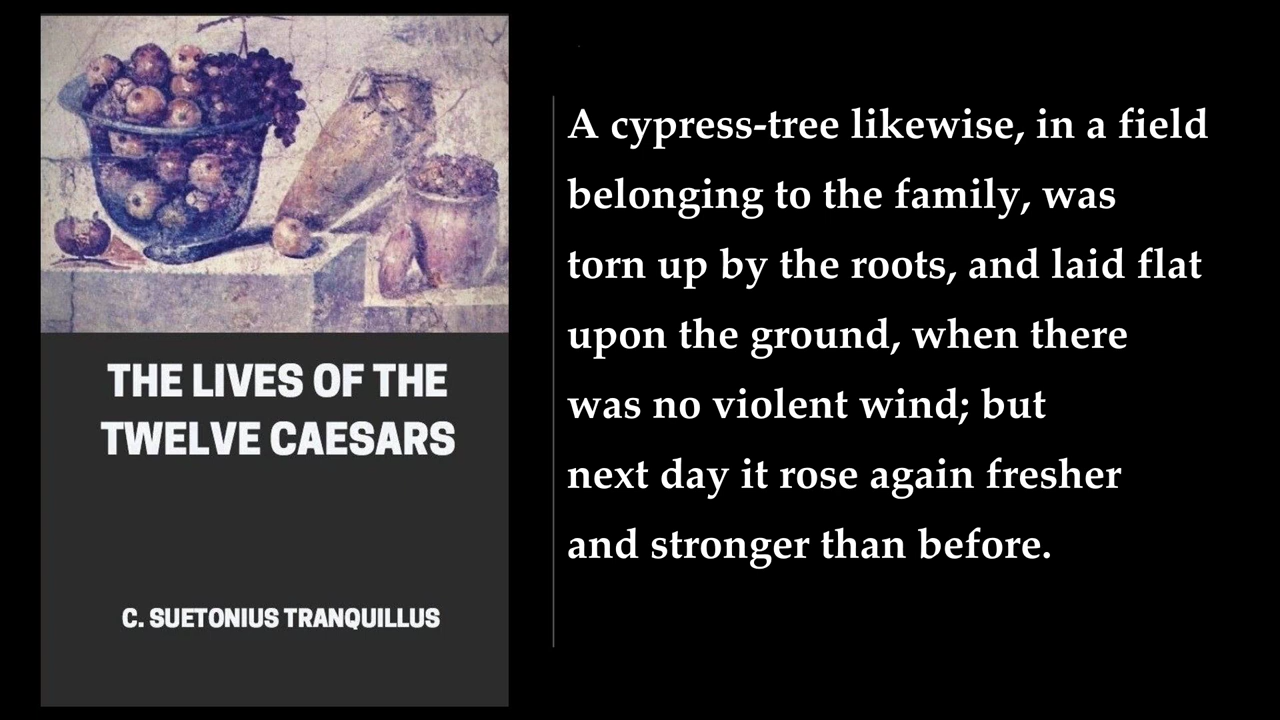 THE LIVES OF THE
TWELVE CAESARS
C. SUETONIUS TRANQUILLUS
A cypress-tree likewise, in a field
belonging to the family, was
torn up by the roots, and laid flat
upon the ground, when there
was no violent wind; but
next day it rose again fresher
and stronger than before.